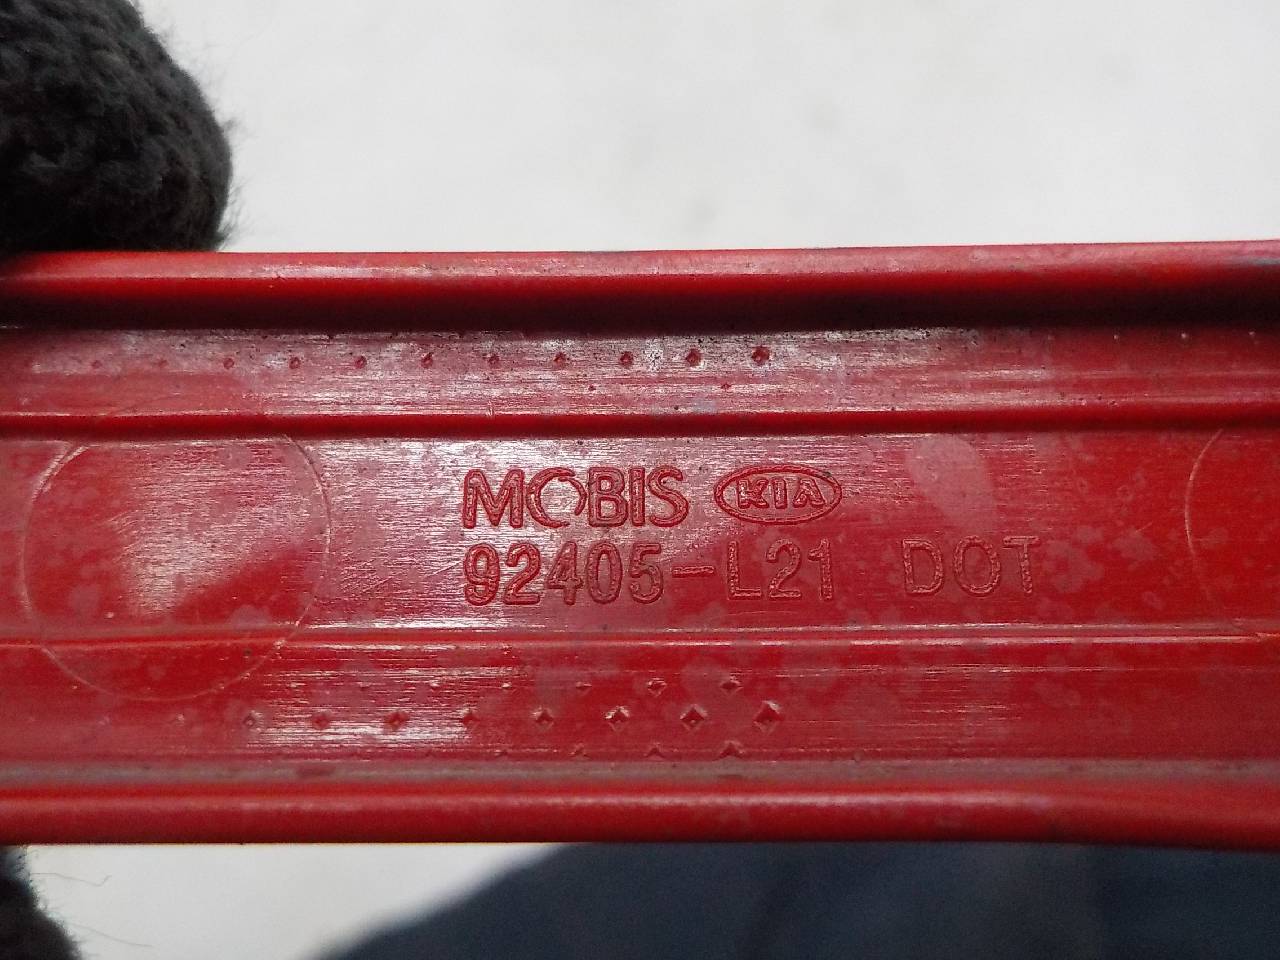 MOBIS KIA
92405-L21 DOT